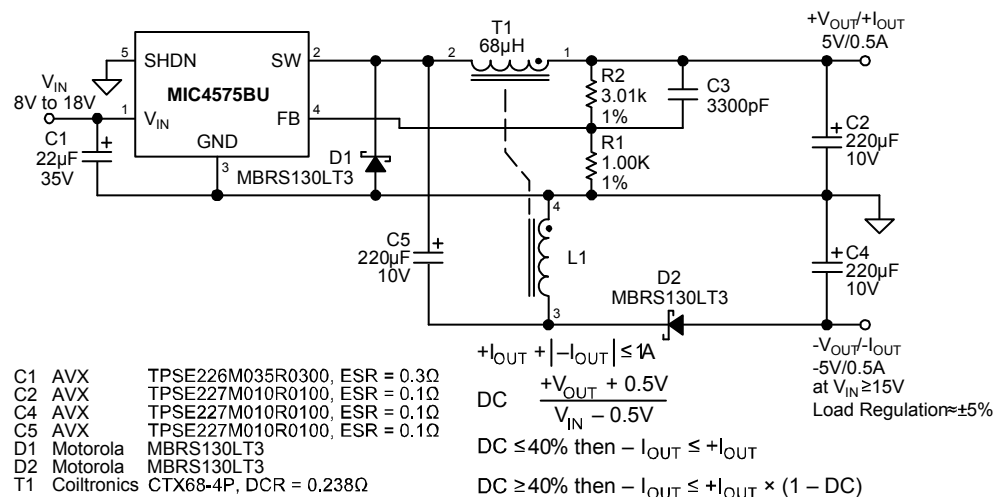 T1
68µH
2
1
+VOUT/+IOUT
5V/0.5A
5
SHDN
SW
2
MIC4575BU
VIN
8V to 18V
1
VIN
FB
4
GND
3
C1
22µF
35V
+
D1
MBRS130LT3
R2
3.01k
1%
C3
3300pF
R1
1.00K
1%
+
C2
220µF
10V
4
C5
220µF
10V
+
L1
3
D2
MBRS130LT3
+
C4
220µF
10V
-VOUT/-IOUT
-5V/0.5A
at VIN ≥15V
Load Regulation≈±5%
+IOUT + |–IOUT| ≤ 1A
DC
+VOUT + 0.5V
VIN – 0.5V
DC ≤ 40% then – IOUT ≤ +IOUT
DC ≥ 40% then – IOUT ≤ +IOUT × (1 – DC)
C1 AVX TPSE226M035R0300, ESR = 0.3Ω
C2 AVX TPSE227M010R0100, ESR = 0.1Ω
C4 AVX TPSE227M010R0100, ESR = 0.1Ω
C5 AVX TPSE227M010R0100, ESR = 0.1Ω
D1 Motorola MBRS130LT3
D2 Motorola MBRS130LT3
T1 Coiltronics CTX68-4P, DCR = 0.238Ω